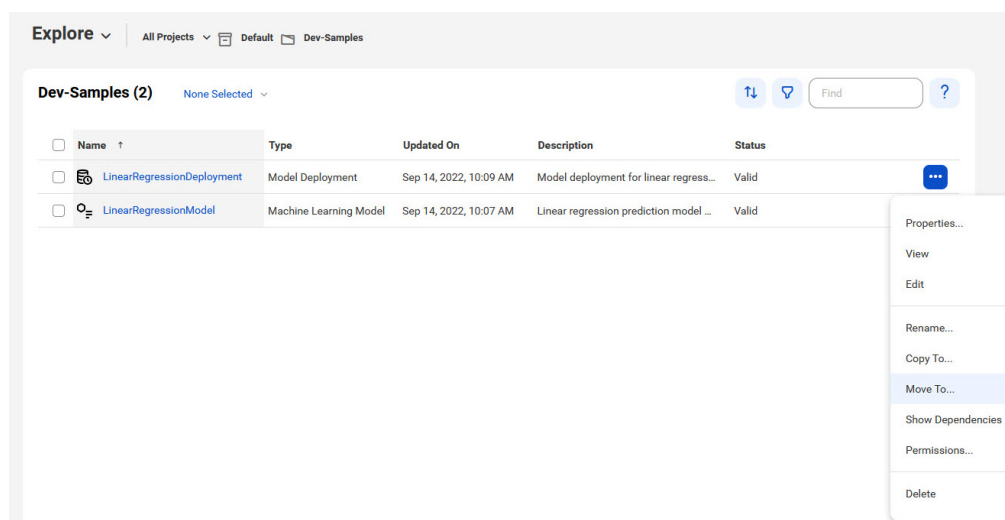 Explore All Projects Default Dev-Samples
Dev-Samples (2) None Selected Find ?
Name ↑ Type Updated On Description Status
LinearRegressionDeployment Model Deployment Sep 14, 2022, 10:09 AM Model deployment for linear regress... Valid
LinearRegressionModel Machine Learning Model Sep 14, 2022, 10:07 AM Linear regression prediction model ... Valid
Properties...
View
Edit
Rename...
Copy To...
Move To...
Show Dependencies
Permissions...
Delete